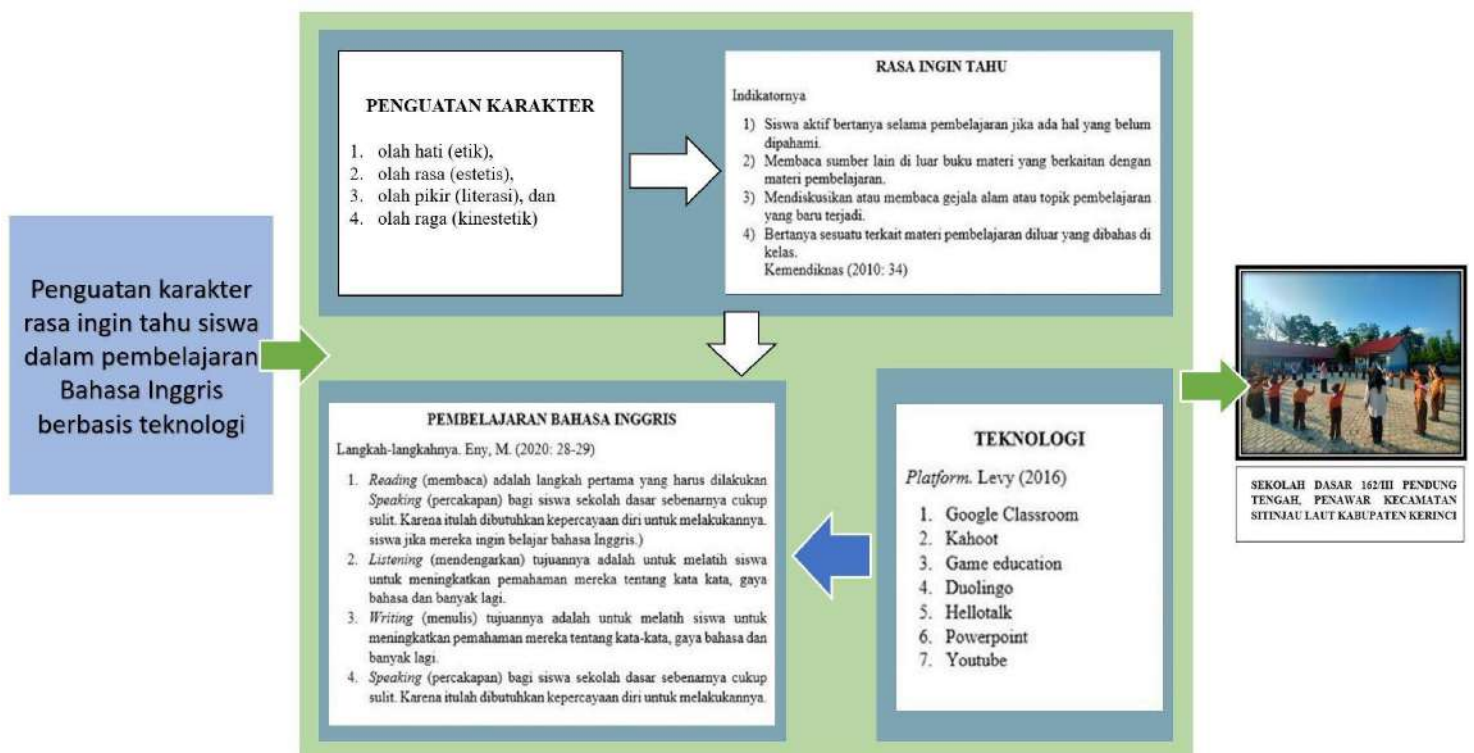 Penguatan karakter
rasa ingin tahu siswa
dalam pembelajaran
Bahasa Inggris
berbasis teknologi
PENGUATAN KARAKTER
1. olah hati (etik),
2. olah rasa (estetis),
3. olah pikir (literasi), dan
4. olah raga (kinestetik)
RASA INGIN TAHU
Indikatornya
1) Siswa aktif bertanya selama pembelajaran jika ada hal yang belum
dipahami.
2) Membaca sumber lain di luar buku materi yang berkaitan dengan
materi pembelajaran.
3) Mendiskusikan atau membaca gejala alam atau topik pembelajaran
yang baru terjadi.
4) Bertanya sesuatu terkait materi pembelajaran diluar yang dibahas di
kelas.
Kemendiknas (2010: 34)
PEMBELAJARAN BAHASA INGGRIS
Langkah-langkahnya. Eny, M. (2020: 28-29)
1. Reading (membaca) adalah langkah pertama yang harus dilakukan
Speaking (percakapan) bagi siswa sekolah dasar sebenarnya cukup
sulit. Karena itulah dibutuhkan kepercayaan diri untuk melakukannya.
siswa jika mereka ingin belajar bahasa Inggris.)
2. Listening (mendengarkan) tujuannya adalah untuk melatih siswa
untuk meningkatkan pemahaman mereka tentang kata kata, gaya
bahasa dan banyak lagi.
3. Writing (menulis) tujuannya adalah untuk melatih siswa untuk
meningkatkan pemahaman mereka tentang kata-kata, gaya bahasa dan
banyak lagi.
4. Speaking (percakapan) bagi siswa sekolah dasar sebenarnya cukup
sulit. Karena itulah dibutuhkan kepercayaan diri untuk melakukannya.
TEKNOLOGI
Platform. Levy (2016)
1. Google Classroom
2. Kahoot
3. Game education
4. Duolingo
5. Hellotalk
6. Powerpoint
7. Youtube
SEKOLAH DASAR 162/III PENDUNG
TENGAH, PENAWAR KECAMATAN
SITINJAU LAUT KABUPATEN KERINCI